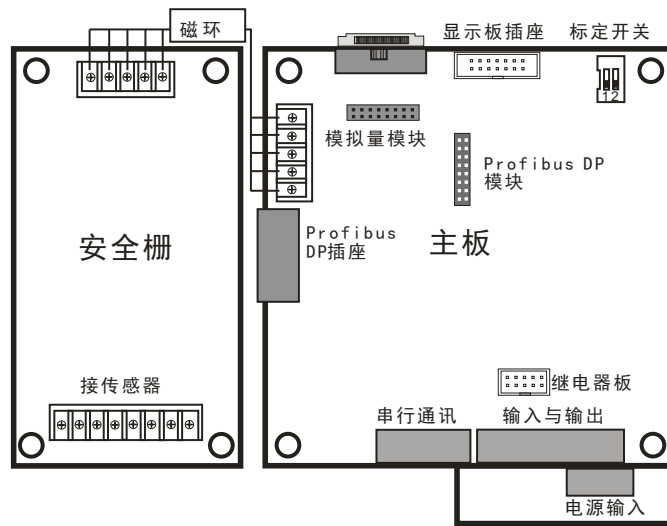 磁环
显示板插座
标定开关
12
模拟量模块
Profibus DP
模块
Profibus
DP插座
安全栅
主板
接传感器
继电器板
串行通讯
输入与输出
电源输入